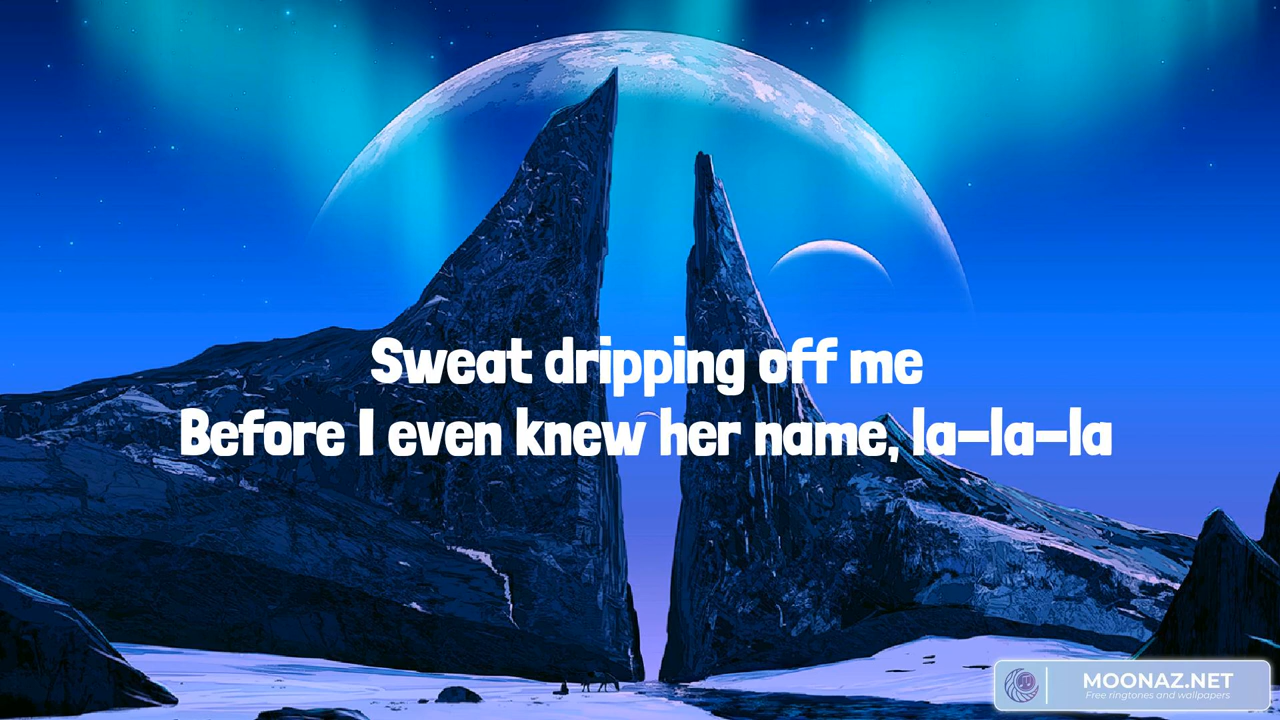 Sweat dripping off me
Before I even knew her name, la-la-la
MOONAZ.NET
Free ringtones and wallpapers